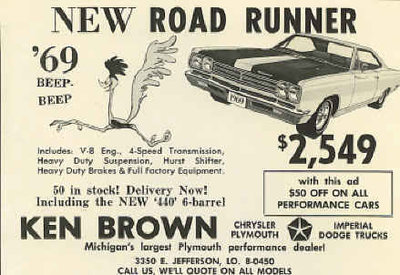 NEW ROAD RUNNER
'69
BEEP-
BEEP
1969
$2,549
Includes: V-8 Eng., 4-Speed Transmission,
Heavy Duty Suspension, Hurst Shifter,
Heavy Duty Brakes & Full Factory Equipment.
50 in stock! Delivery Now!
Including the NEW '440' 6-barrel
with this ad
$50 OFF ON ALL
PERFORMANCE CARS
KEN BROWN
CHRYSLER
PLYMOUTH
IMPERIAL
DODGE TRUCKS
Michigan's largest Plymouth performance dealer!
3350 E. JEFFERSON, LO. 8-0450
CALL US, WE'LL QUOTE ON ALL MODELS